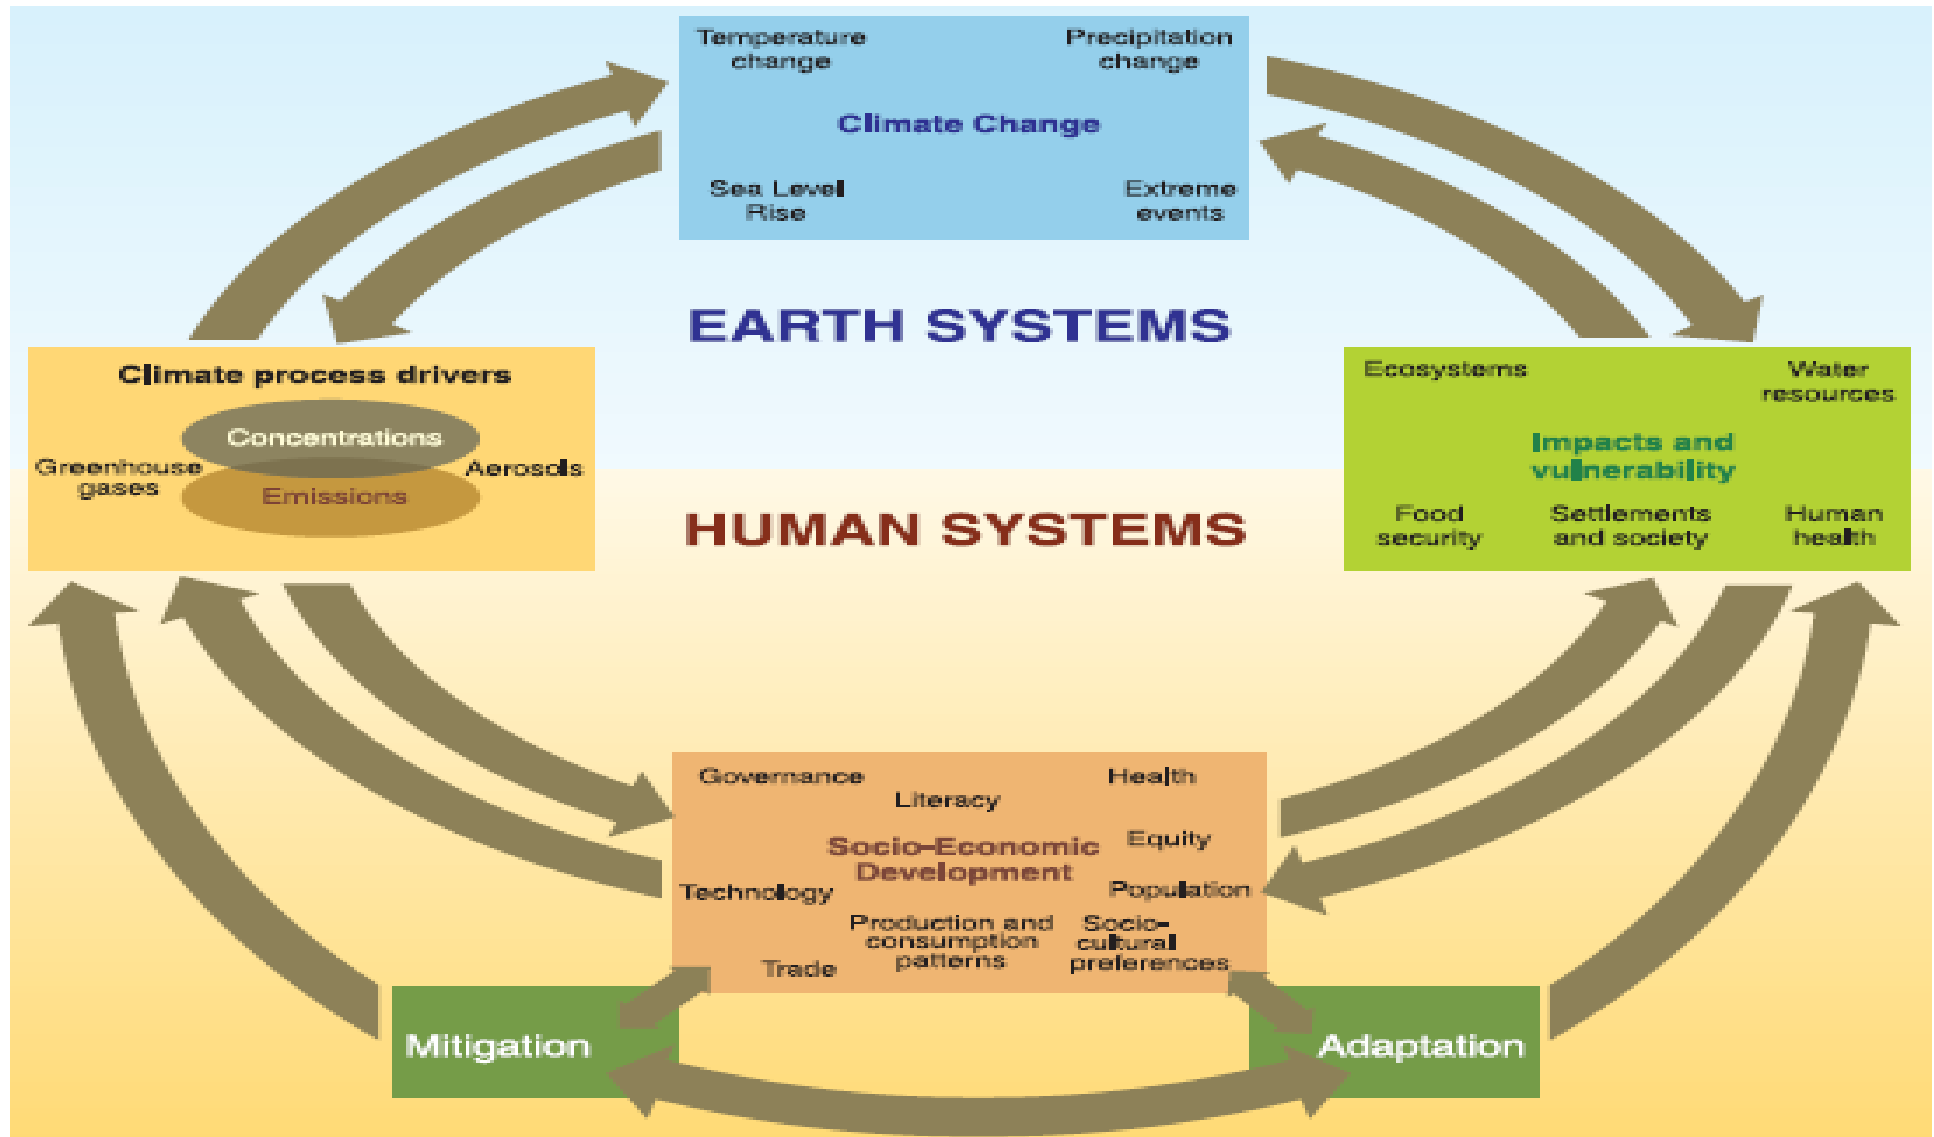 Temperature
change
Precipitation
change
Climate Change
Sea Level
Rise
Extreme
events
EARTH SYSTEMS
Climate process drivers
Concentrations
Greenhouse
gases
Aerosols
Emissions
Ecosystems
Water
resources
Impacts and
vulnerability
Food
security
Settlements
and society
Human
health
HUMAN SYSTEMS
Governance
Literacy
Health
Socio-Economic
Development
Equity
Technology
Population
Production and
consumption
patterns
Socio-
cultural
preferences
Trade
Mitigation
Adaptation